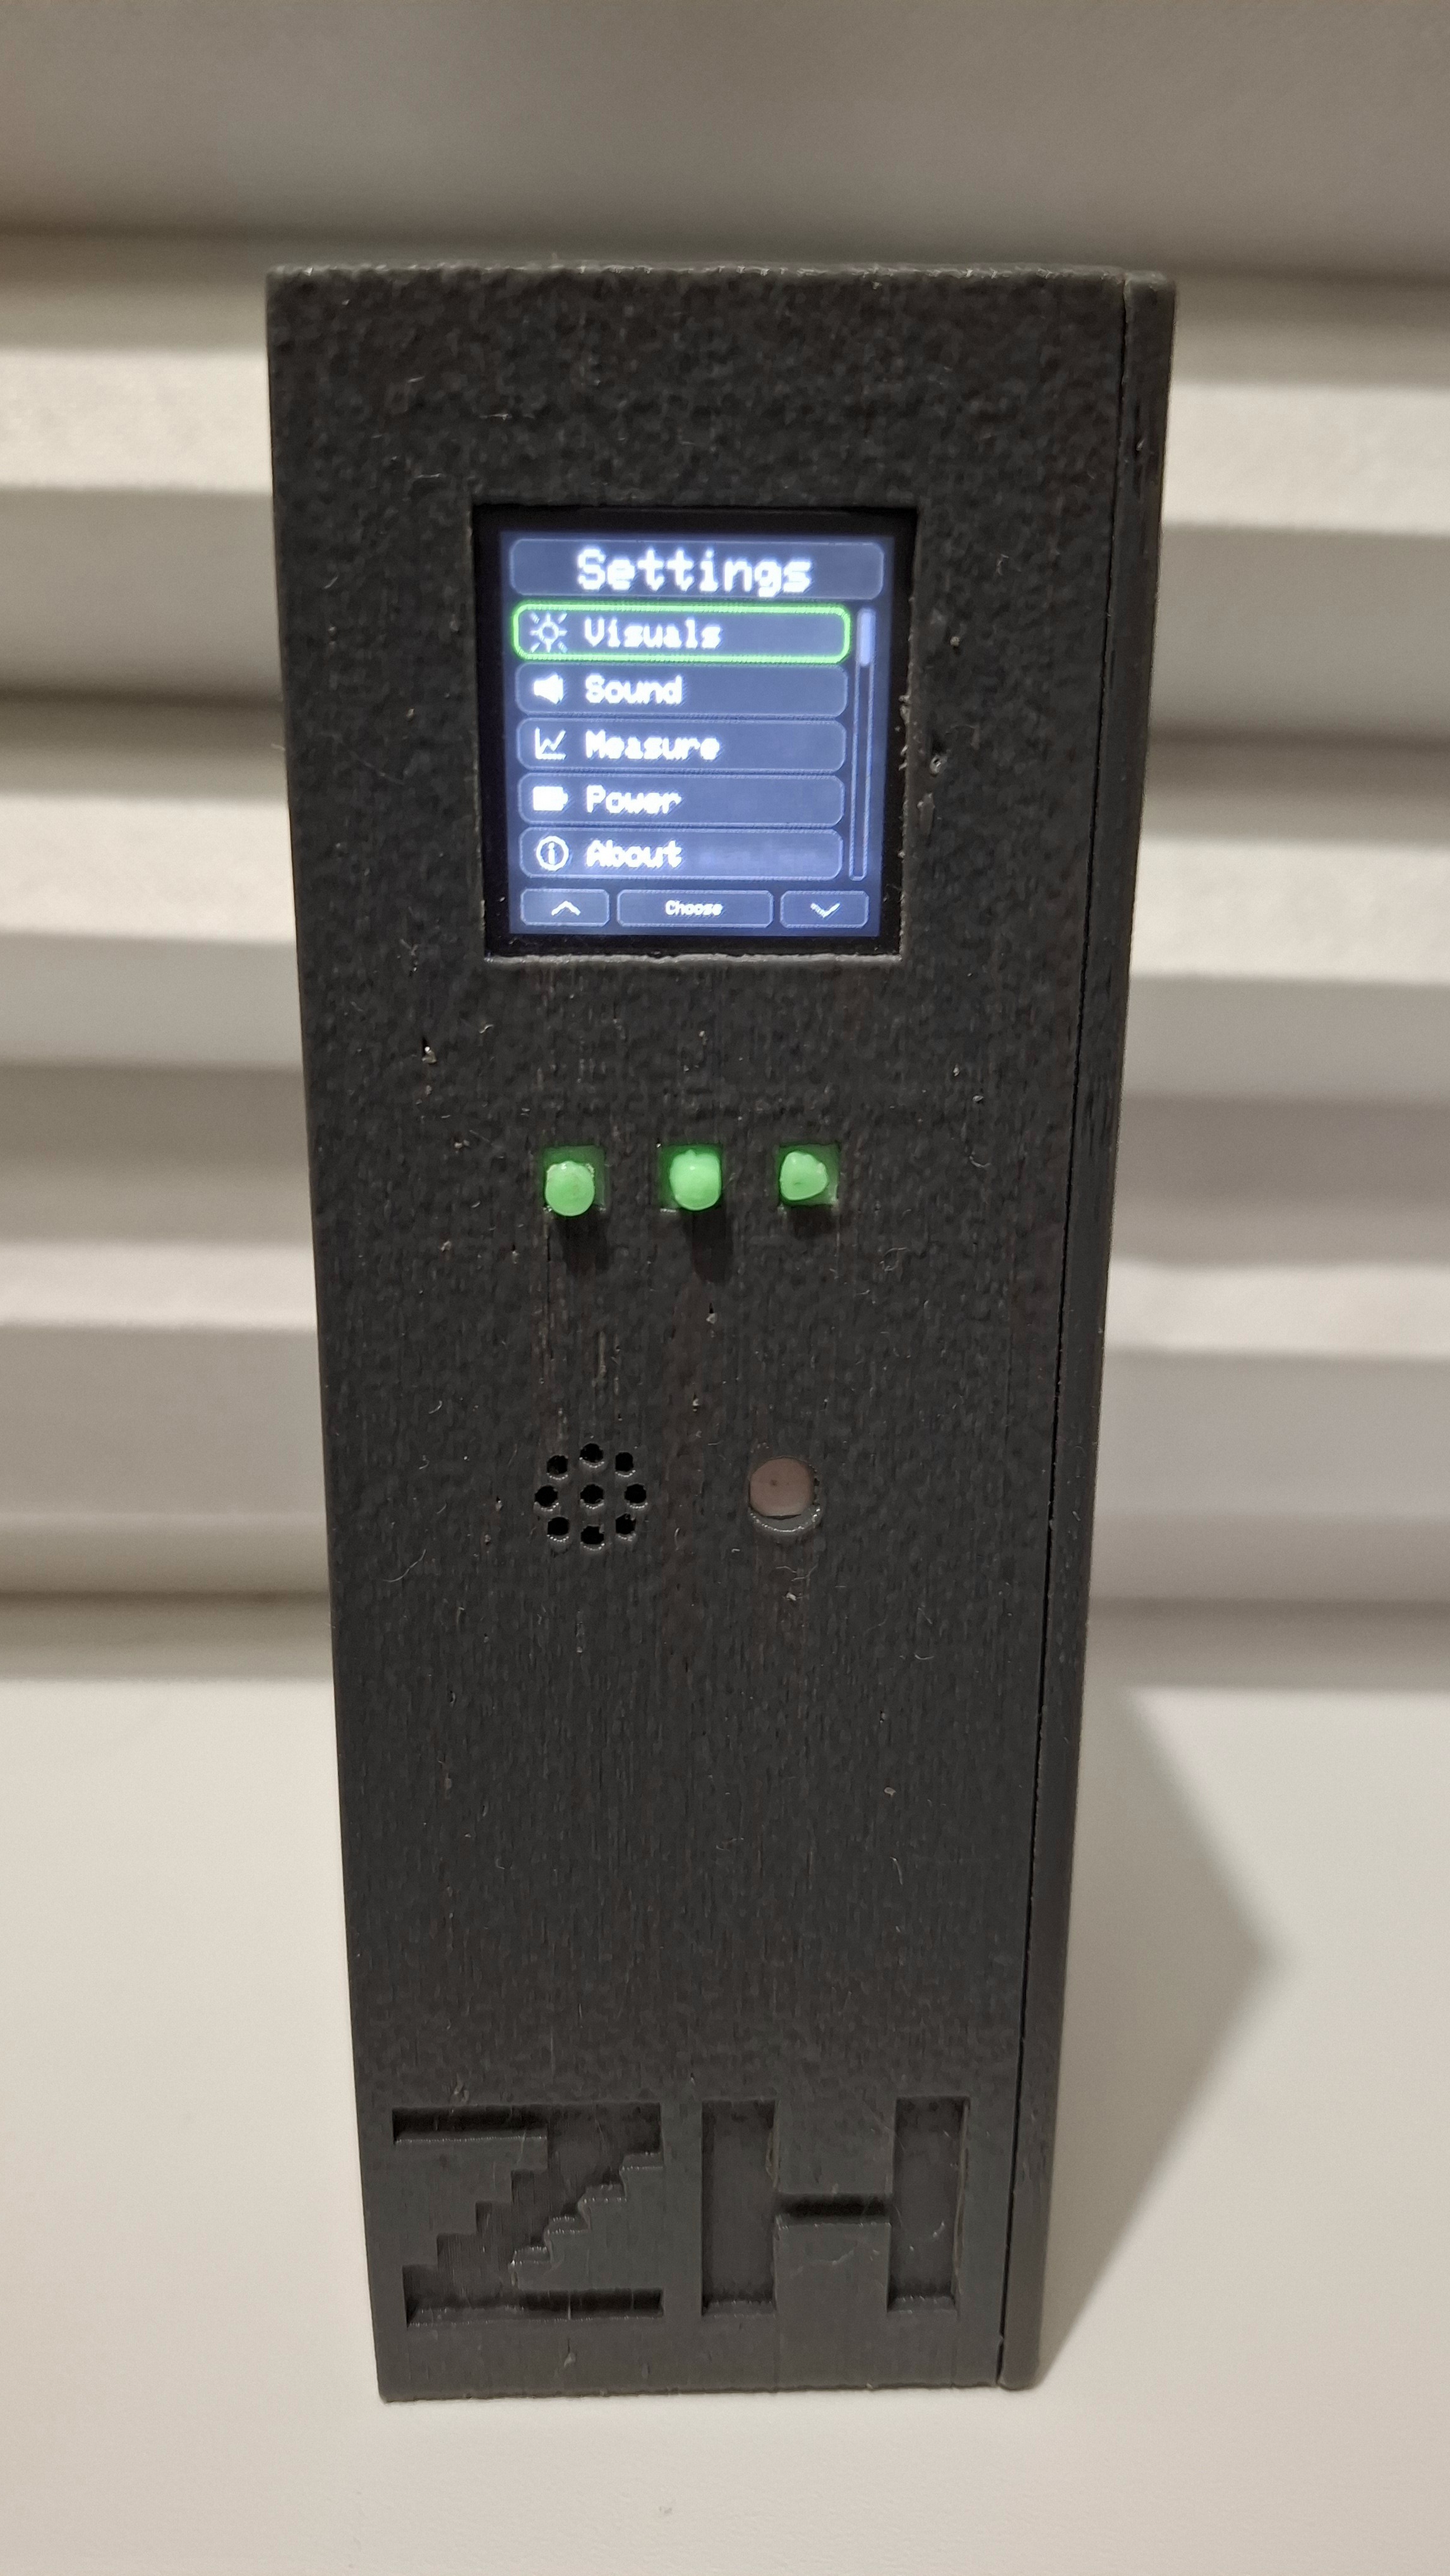 Settings
Visuals
Sound
Measure
Power
About
Choose
ZH